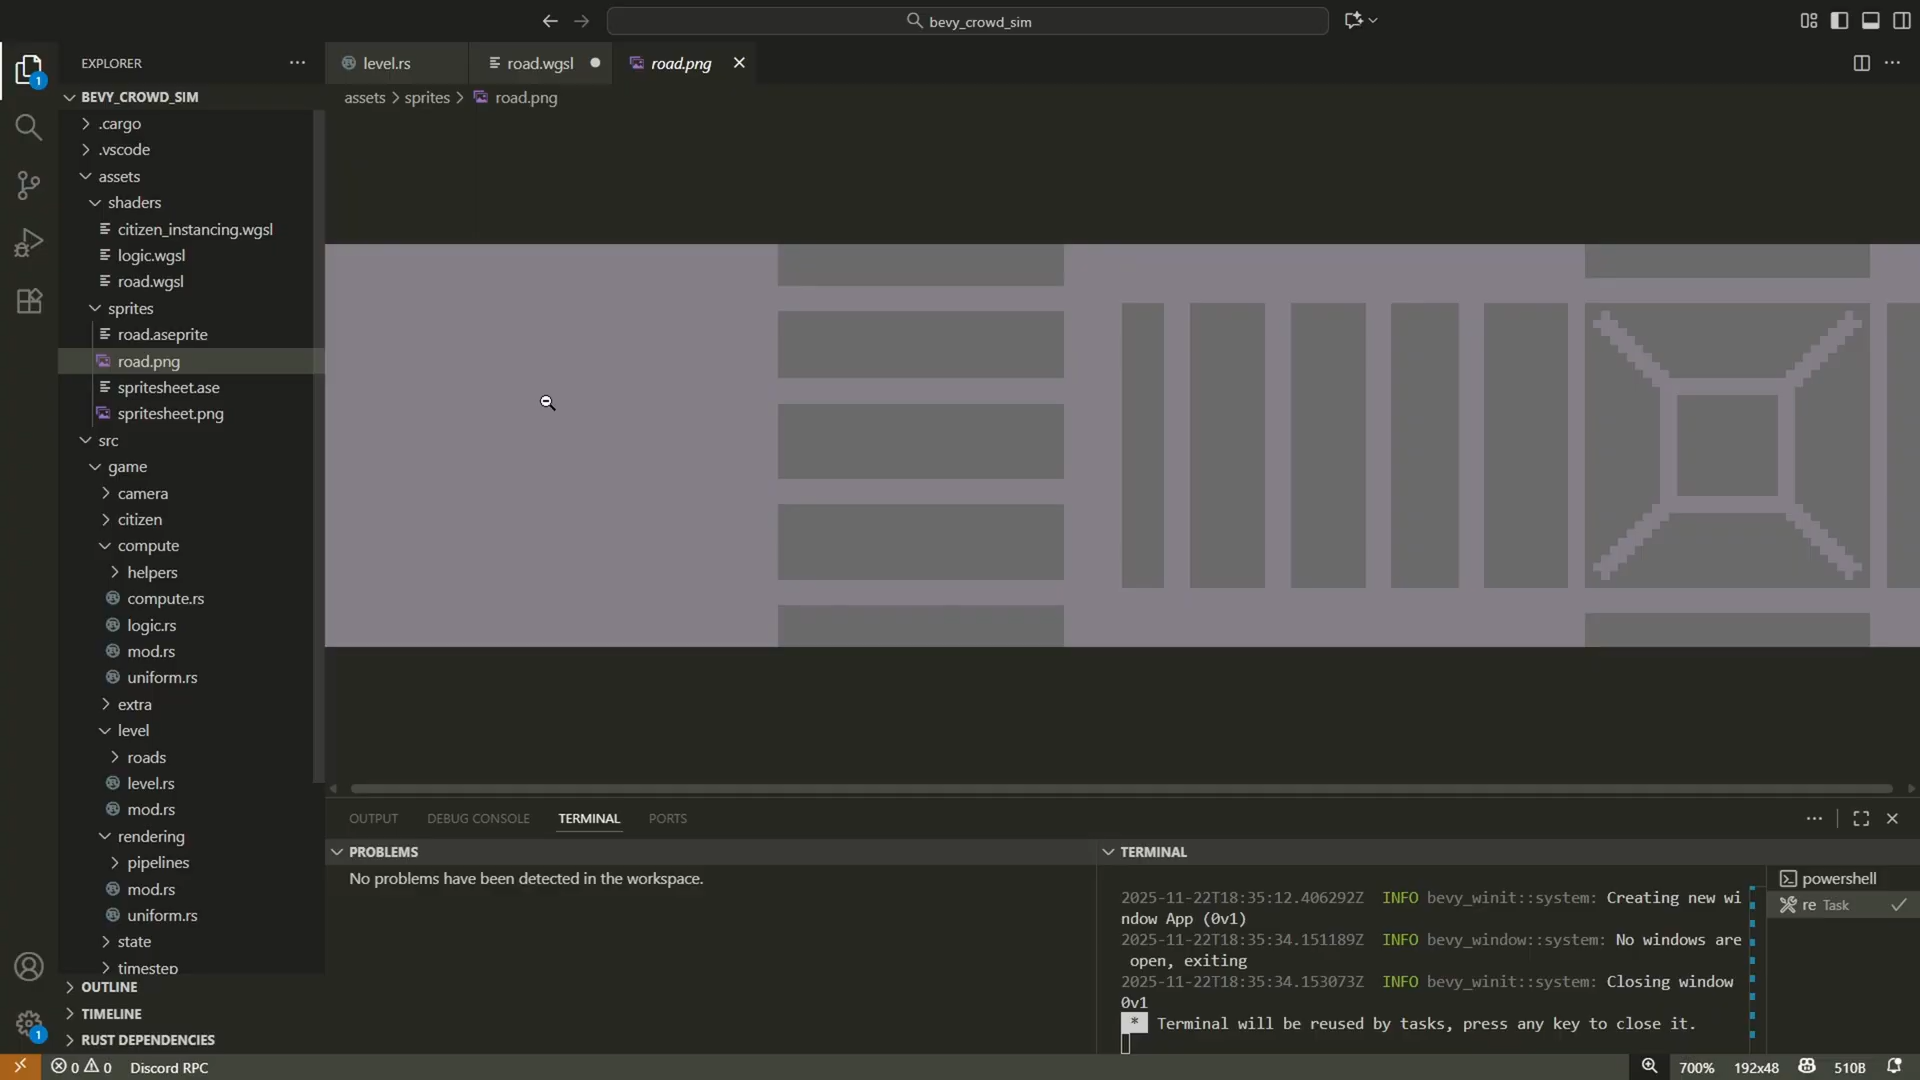 bevy_crowd_sim
EXPLORER
level.rs
road.wgsl
road.png
BEVY_CROWD_SIM
assets
sprites
road.png
.cargo
.vscode
assets
shaders
citizen_instancing.wgsl
logic.wgsl
road.wgsl
sprites
road.aseprite
road.png
spritesheet.ase
spritesheet.png
src
game
camera
citizen
compute
helpers
compute.rs
logic.rs
mod.rs
uniform.rs
extra
level
roads
level.rs
mod.rs
rendering
pipelines
mod.rs
uniform.rs
state
timestep
OUTLINE
TIMELINE
RUST DEPENDENCIES
1
1
OUTPUT
DEBUG CONSOLE
TERMINAL
PORTS
PROBLEMS
No problems have been detected in the workspace.
TERMINAL
2025-11-22T18:35:12.406292Z INFO bevy_winit::system: Creating new wi
ndow App (0v1)
2025-11-22T18:35:34.151189Z INFO bevy_window::system: No windows are
open, exiting
2025-11-22T18:35:34.153073Z INFO bevy_winit::system: Closing window
0v1
* Terminal will be reused by tasks, press any key to close it.
powershell
re Task
0 0 Discord RPC
700% 192x48 510B